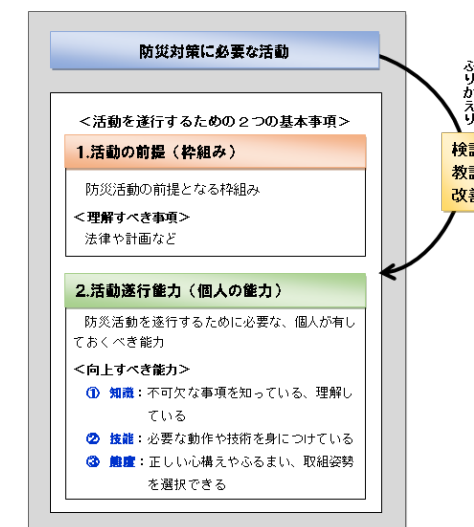 防災対策に必要な活動
ふりかえり
<活動を遂行するための２つの基本事項>
1.活動の前提（枠組み）
防災活動の前提となる枠組み
<理解すべき事項>
法律や計画など
2.活動遂行能力（個人の能力）
防災活動を遂行するために必要な、個人が有し
ておくべき能力
<向上すべき能力>
① 知識：不可欠な事項を知っている、理解し
ている
② 技能：必要な動作や技術を身につけている
③ 態度：正しい心構えやふるまい、取組姿勢
を選択できる
検
教
改善